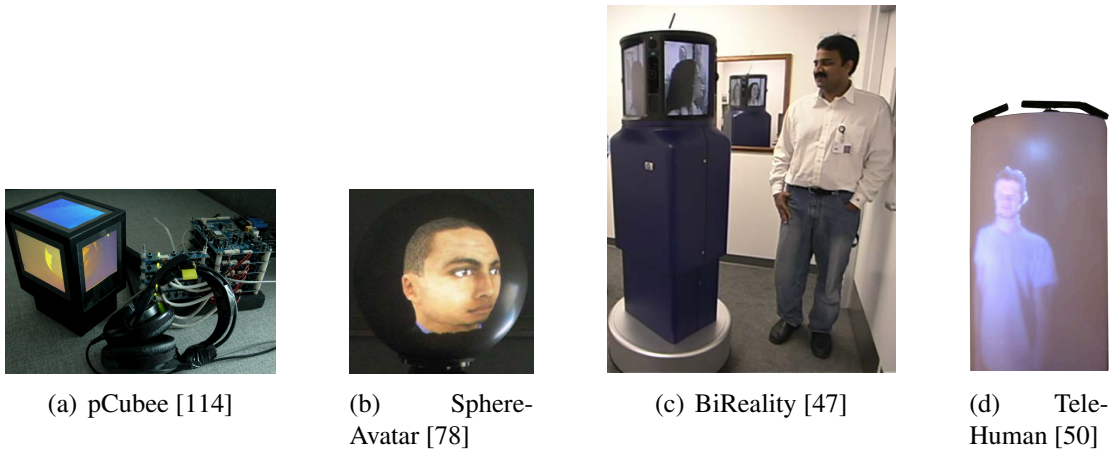 (a) pCubee [114]
(b) Sphere-
Avatar [78]
(c) BiReality [47]
(d) Tele-
Human [50]